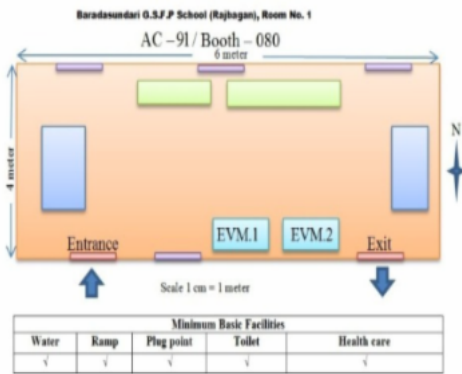 Baradasundari G.S.F.P School (Rajbagan), Room No. 1
AC –91/ Booth – 080
6 meter
4 meter
N
EVM.1 EVM.2
Entrance Exit
Scale 1 cm = 1 meter
Minimum Basic Facilities
Water Ramp Plug point Toilet Health care
√ √ √ √ √